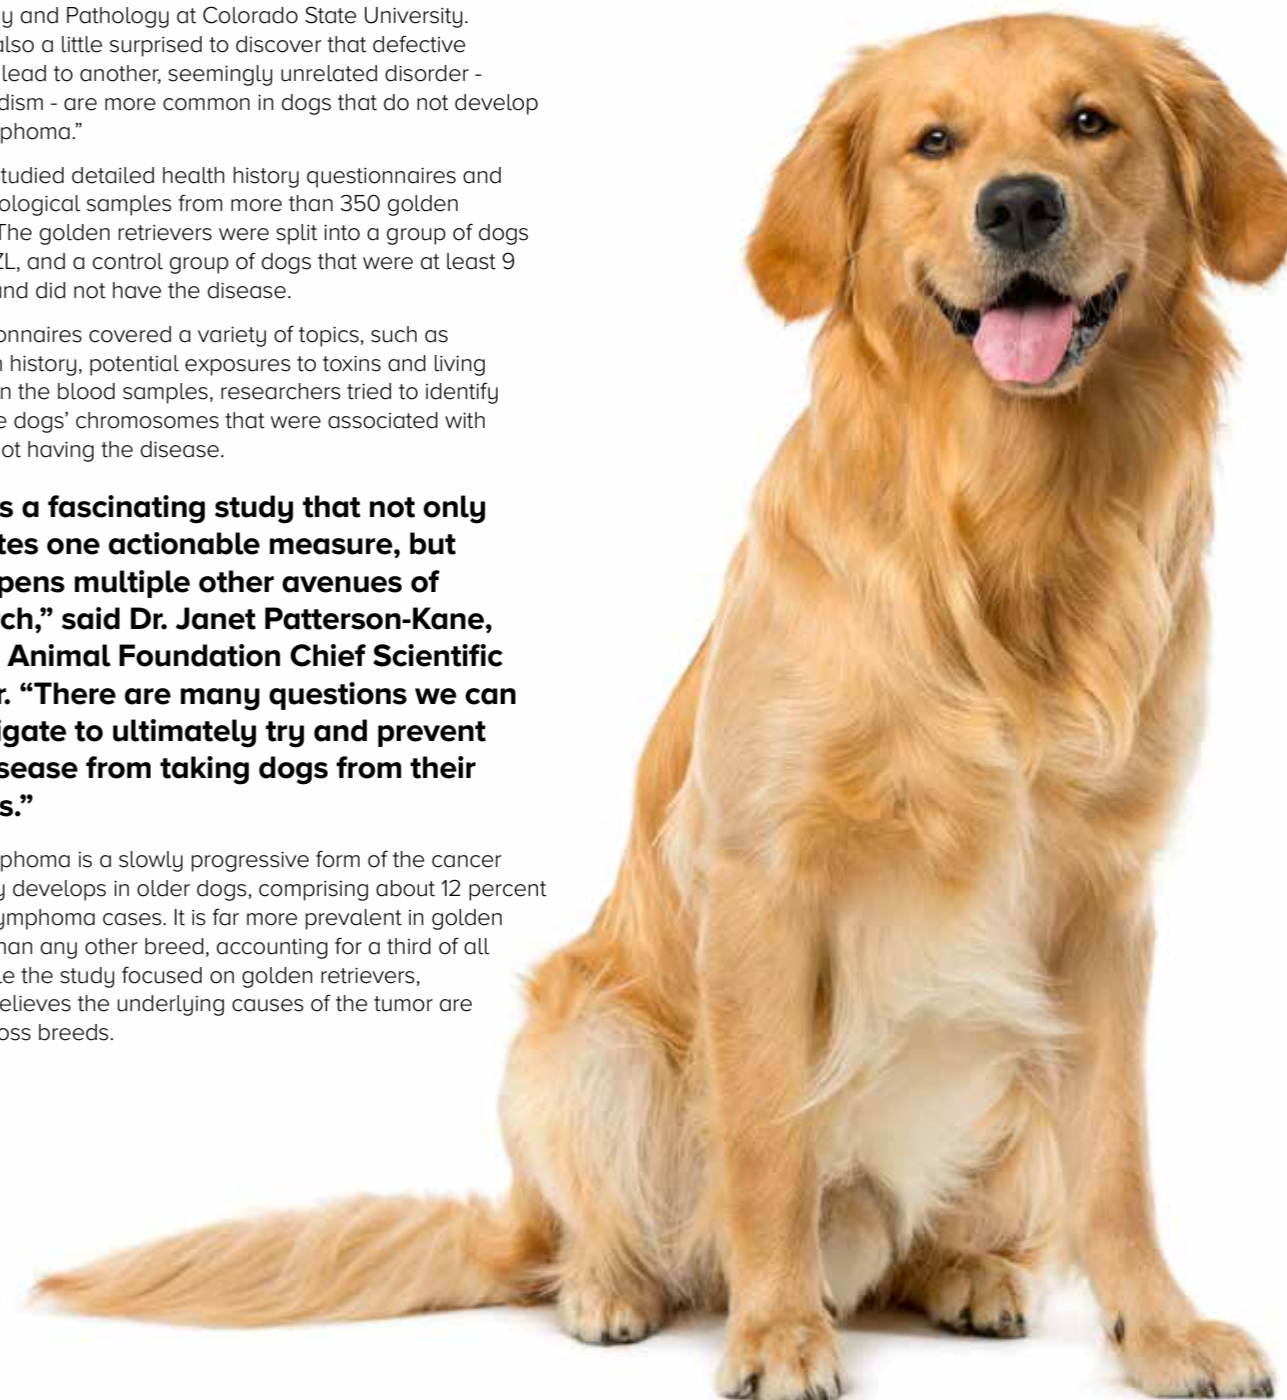 y and Pathology at Colorado State University.
also a little surprised to discover that defective
lead to another, seemingly unrelated disorder -
dism - are more common in dogs that do not develop
phoma.”
tudied detailed health history questionnaires and
ological samples from more than 350 golden
The golden retrievers were split into a group of dogs
ZL, and a control group of dogs that were at least 9
and did not have the disease.
onnaires covered a variety of topics, such as
n history, potential exposures to toxins and living
n the blood samples, researchers tried to identify
e dogs’ chromosomes that were associated with
ot having the disease.
s a fascinating study that not only
tes one actionable measure, but
pens multiple other avenues of
rch,” said Dr. Janet Patterson-Kane,
Animal Foundation Chief Scientific
r. “There are many questions we can
igate to ultimately try and prevent
sease from taking dogs from their
s.”
phoma is a slowly progressive form of the cancer
y develops in older dogs, comprising about 12 percent
ymphoma cases. It is far more prevalent in golden
han any other breed, accounting for a third of all
le the study focused on golden retrievers,
elieves the underlying causes of the tumor are
oss breeds.